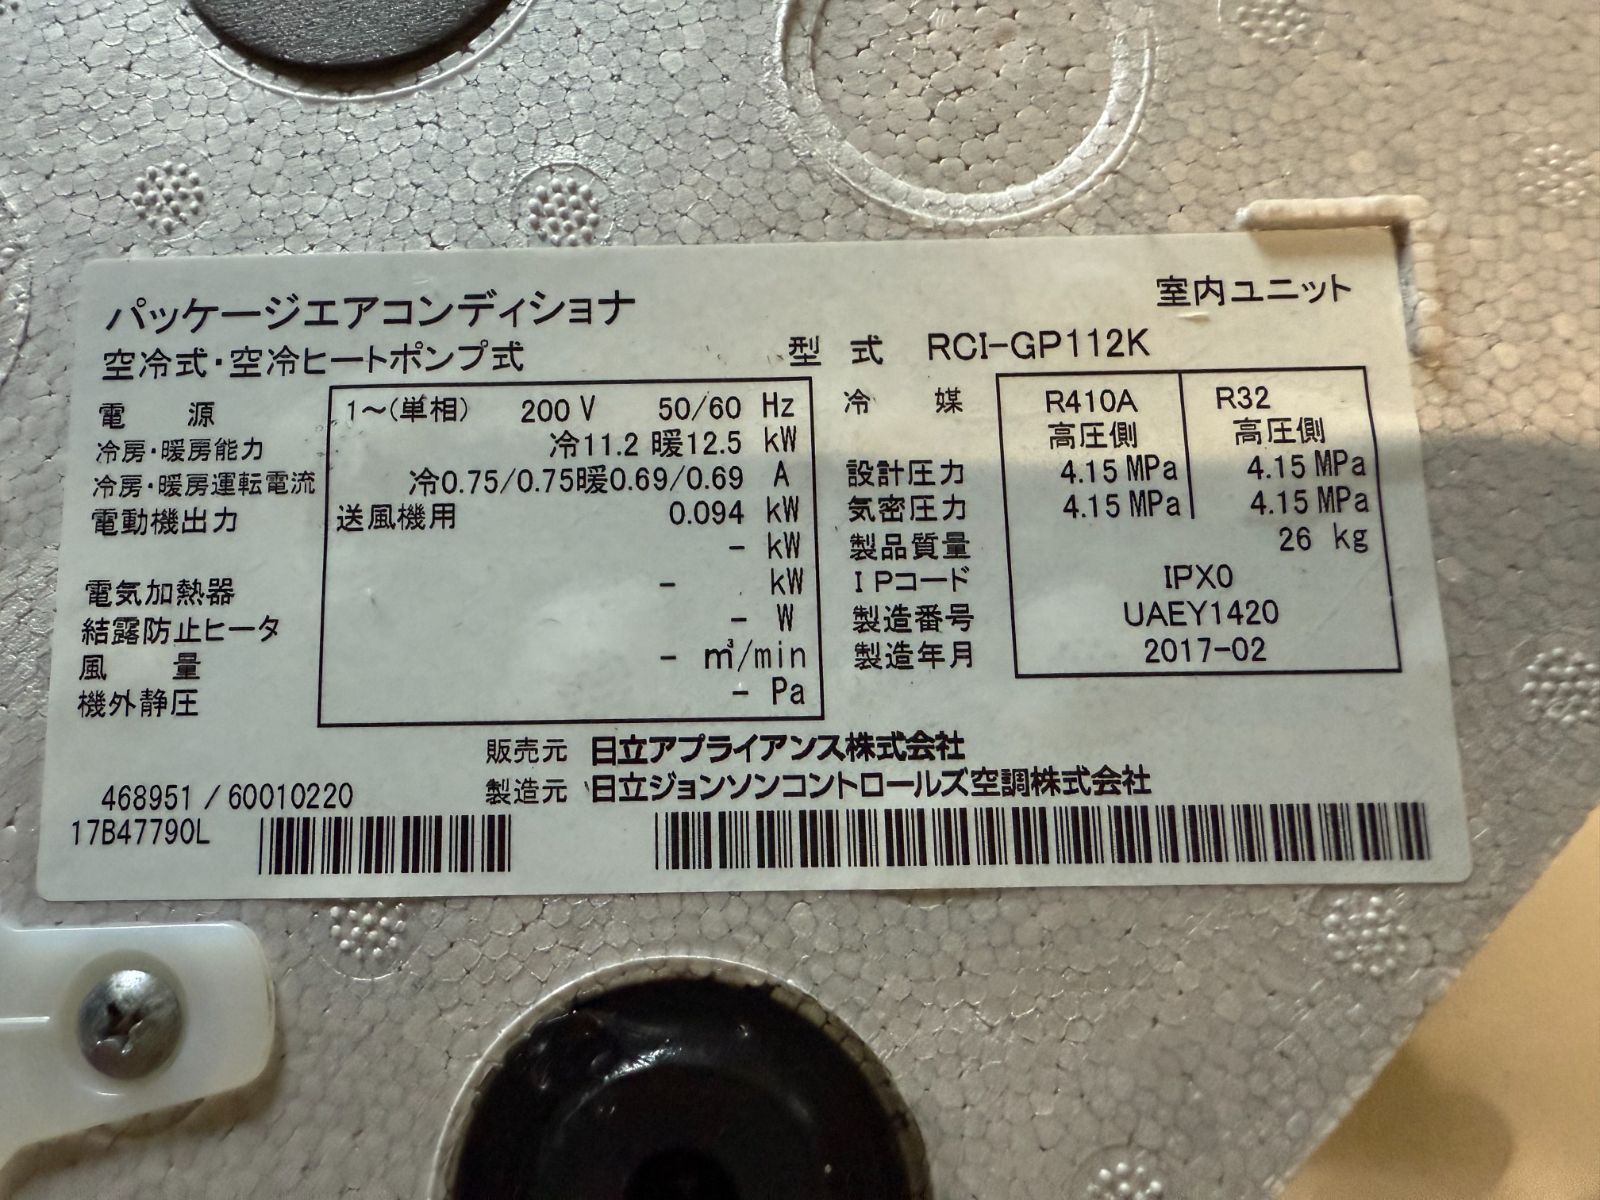 パッケージエアコンディショナ
室内ユニット
空冷式・空冷ヒートポンプ式
型 式 RCI-GP112K
電 源 1～(単相) 200 V 50/60 Hz
冷房・暖房能力 冷11.2 暖12.5 kW
冷房・暖房運転電流 冷0.75/0.75暖0.69/0.69 A
電動機出力 送風機用 0.094 kW
- kW
電気加熱器 - kW
結露防止ヒータ - W
風 量 - m³/min
機外静圧 - Pa
冷 媒 R410A R32
高圧側 高圧側
設計圧力 4.15 MPa 4.15 MPa
気密圧力 4.15 MPa 4.15 MPa
製品質量 26 kg
IPコード IPX0
製造番号 UAEY1420
製造年月 2017-02
販売元 日立アプライアンス株式会社
製造元 日立ジョンソンコントロールズ空調株式会社
468951 / 60010220
17B47790L